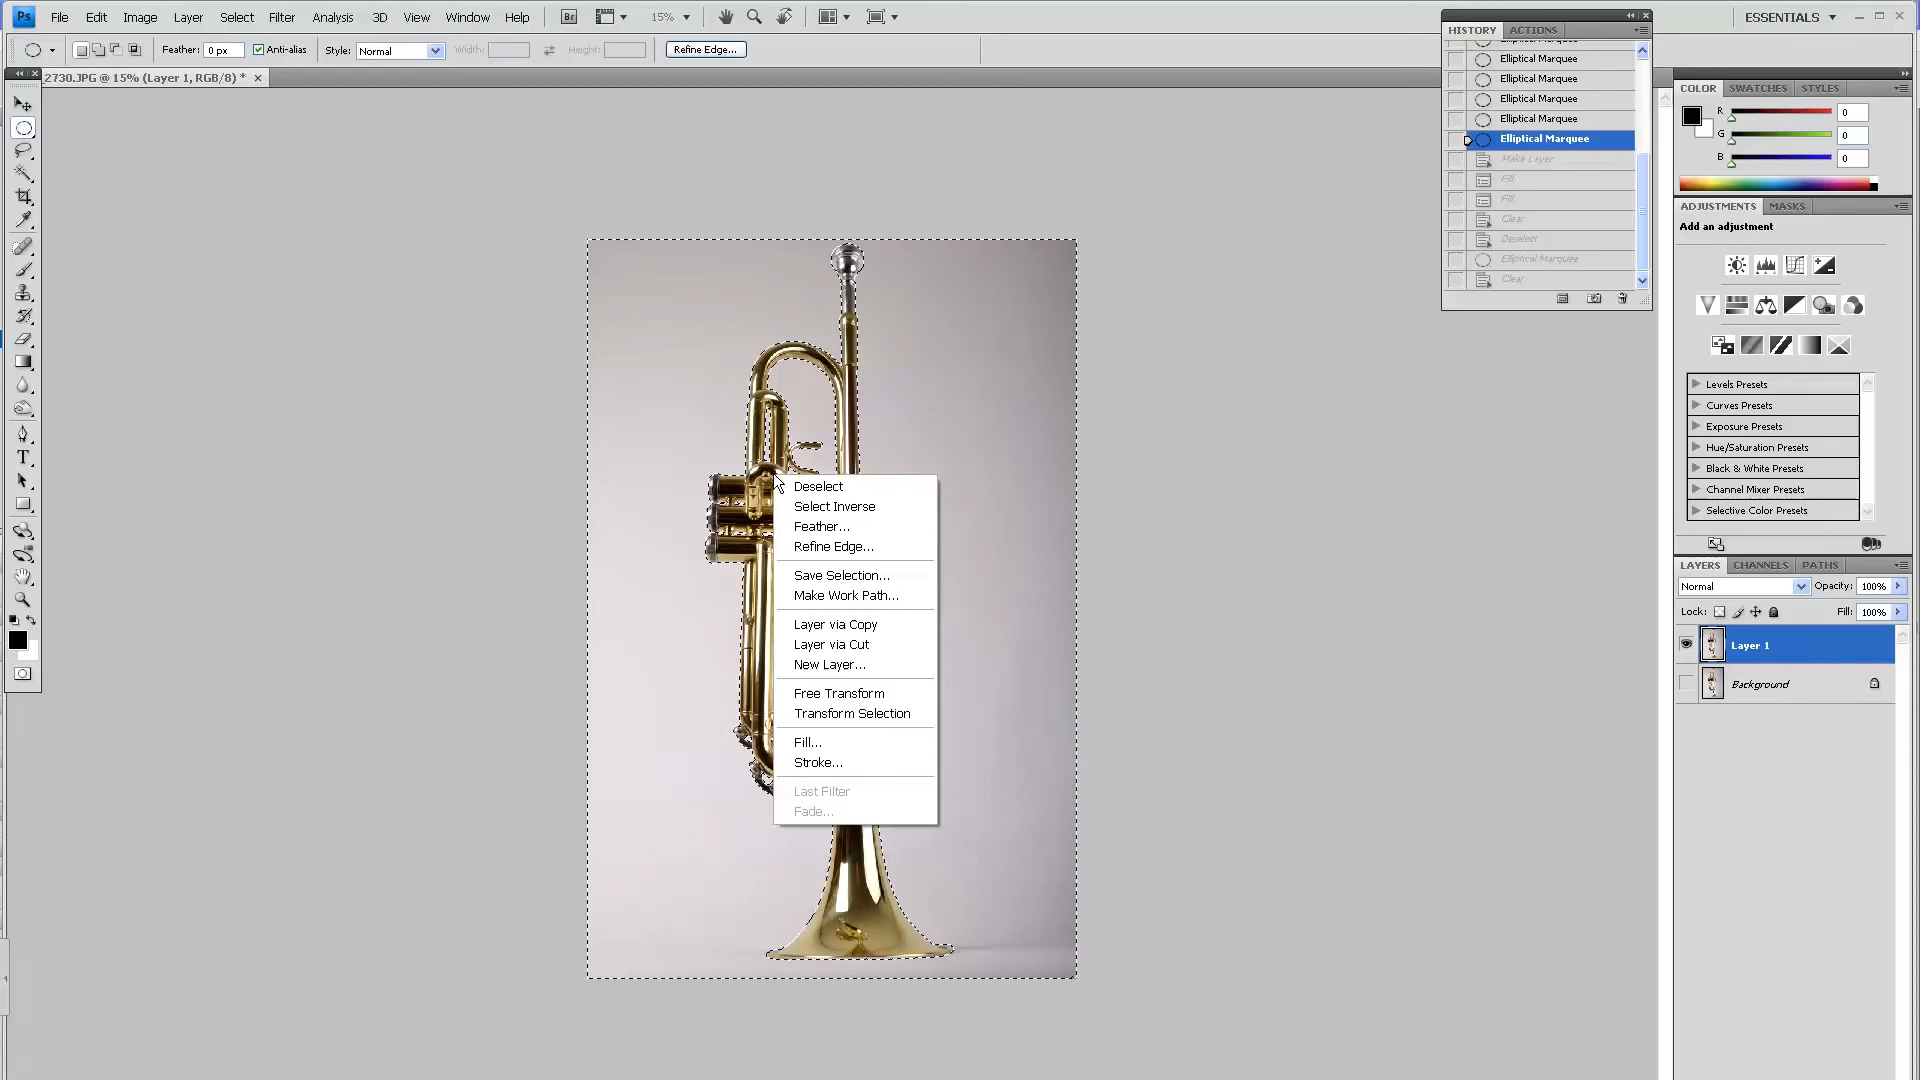 Ps File Edit Image Layer Select Filter Analysis 3D View Window Help Br 15% ESSENTIALS
Feather: 0 px Anti-alias Style: Normal Width: Height: Refine Edge...
2730.JPG @ 15% (Layer 1, RGB/8) *
HISTORY ACTIONS
Elliptical Marquee
Elliptical Marquee
Elliptical Marquee
Elliptical Marquee
Elliptical Marquee
Elliptical Marquee
Make Layer
Fill
Fill
Clear
Deselect
Elliptical Marquee
Clear
COLOR SWATCHES STYLES
R 0
G 0
B 0
ADJUSTMENTS MASKS
Add an adjustment
Levels Presets
Curves Presets
Exposure Presets
Hue/Saturation Presets
Black & White Presets
Channel Mixer Presets
Selective Color Presets
LAYERS CHANNELS PATHS
Normal Opacity: 100%
Lock: Fill: 100%
Layer 1
Background
T
Deselect
Select Inverse
Feather...
Refine Edge...
Save Selection...
Make Work Path...
Layer via Copy
Layer via Cut
New Layer...
Free Transform
Transform Selection
Fill...
Stroke...
Last Filter
Fade...